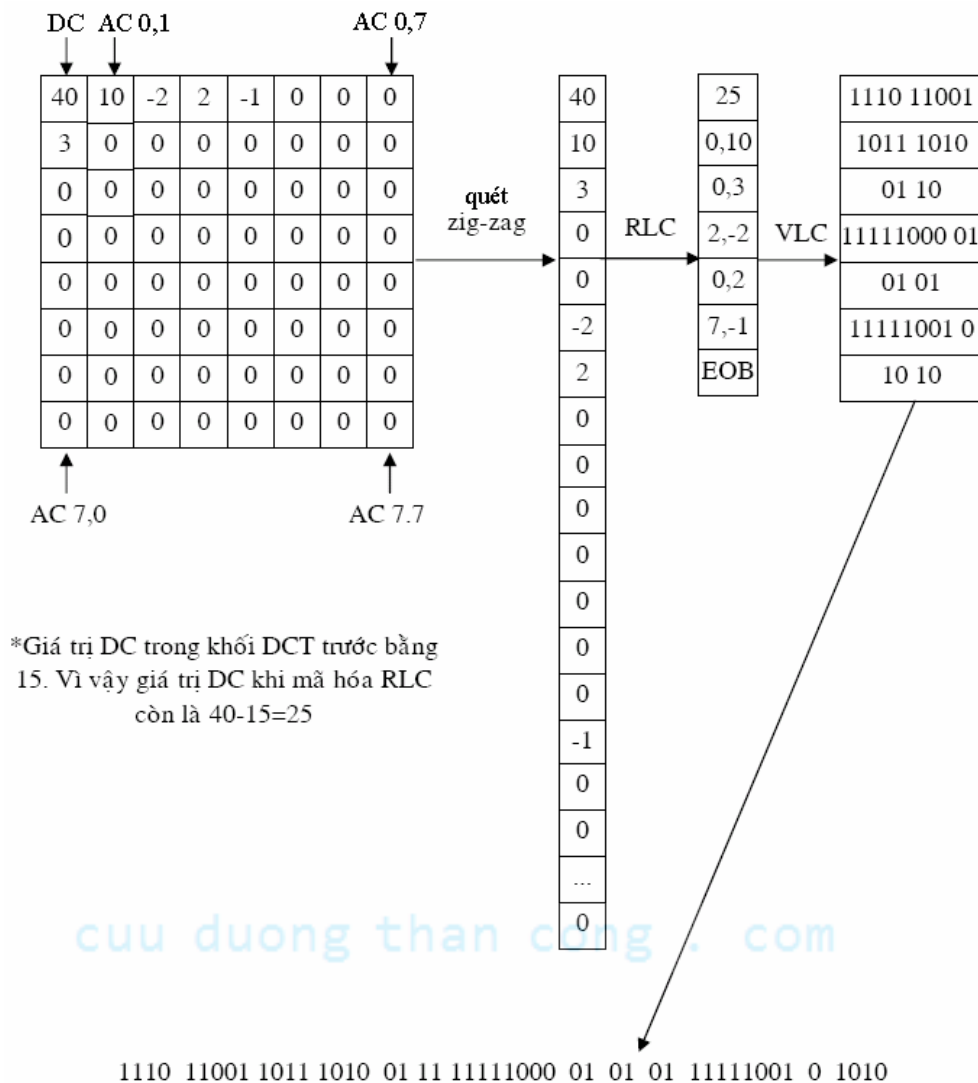 DC AC 0,1 AC 0,7
40 10 -2 2 -1 0 0 0
3 0 0 0 0 0 0 0
0 0 0 0 0 0 0 0
0 0 0 0 0 0 0 0
0 0 0 0 0 0 0 0
0 0 0 0 0 0 0 0
0 0 0 0 0 0 0 0
0 0 0 0 0 0 0 0
AC 7,0 AC 7.7
*Giá trị DC trong khối DCT trước bằng
15. Vì vậy giá trị DC khi mã hóa RLC
còn là 40-15=25
quét
zig-zag
40
10
3
0
0
-2
2
0
0
0
0
0
0
0
-1
0
0
...
0
RLC
25
0,10
0,3
2,-2
0,2
7,-1
EOB
VLC
1110 11001
1011 1010
01 10
11111000 01
01 01
11111001 0
10 10
cuu duong than cong . com
1110 11001 1011 1010 01 11 11111000 01 01 01 11111001 0 1010